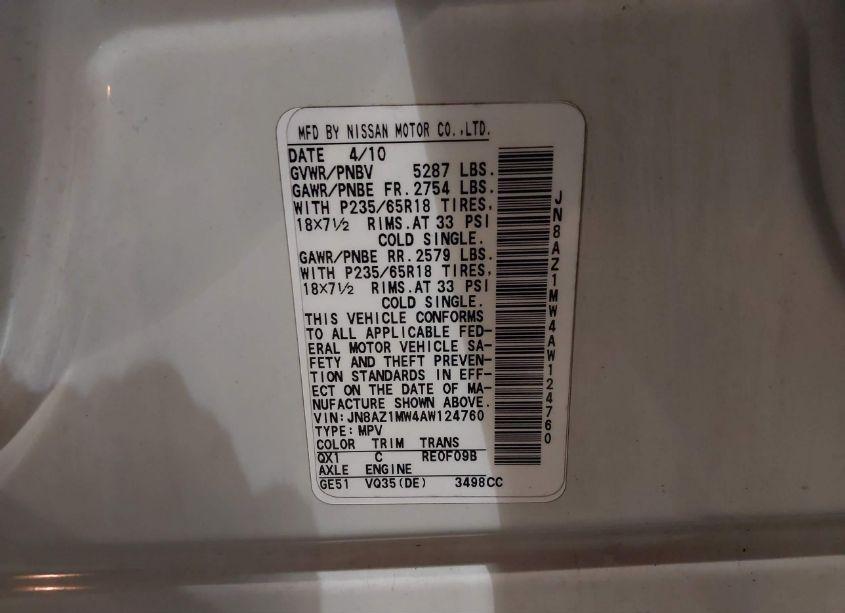 MFD BY NISSAN MOTOR CO.,LTD.
DATE 4/10
GVWR/PNBV 5287 LBS.
GAWR/PNBE FR.2754 LBS.
WITH P235/65R18 TIRES,
18×7½ RIMS.AT 33 PSI
COLD SINGLE.
GAWR/PNBE RR.2579 LBS.
WITH P235/65R18 TIRES,
18×7½ RIMS.AT 33 PSI
COLD SINGLE.
THIS VEHICLE CONFORMS
TO ALL APPLICABLE FED-
ERAL MOTOR VEHICLE SA-
FETY AND THEFT PREVEN-
TION STANDARDS IN EFF-
ECT ON THE DATE OF MA-
NUFACTURE SHOWN ABOVE.
VIN:JN8AZ1MW4AW124760
TYPE:MPV
COLOR TRIM TRANS
QX1 C RE0F09B
AXLE ENGINE
GE51 VQ35(DE) 3498CC
JN8AZ1MW4AW124760